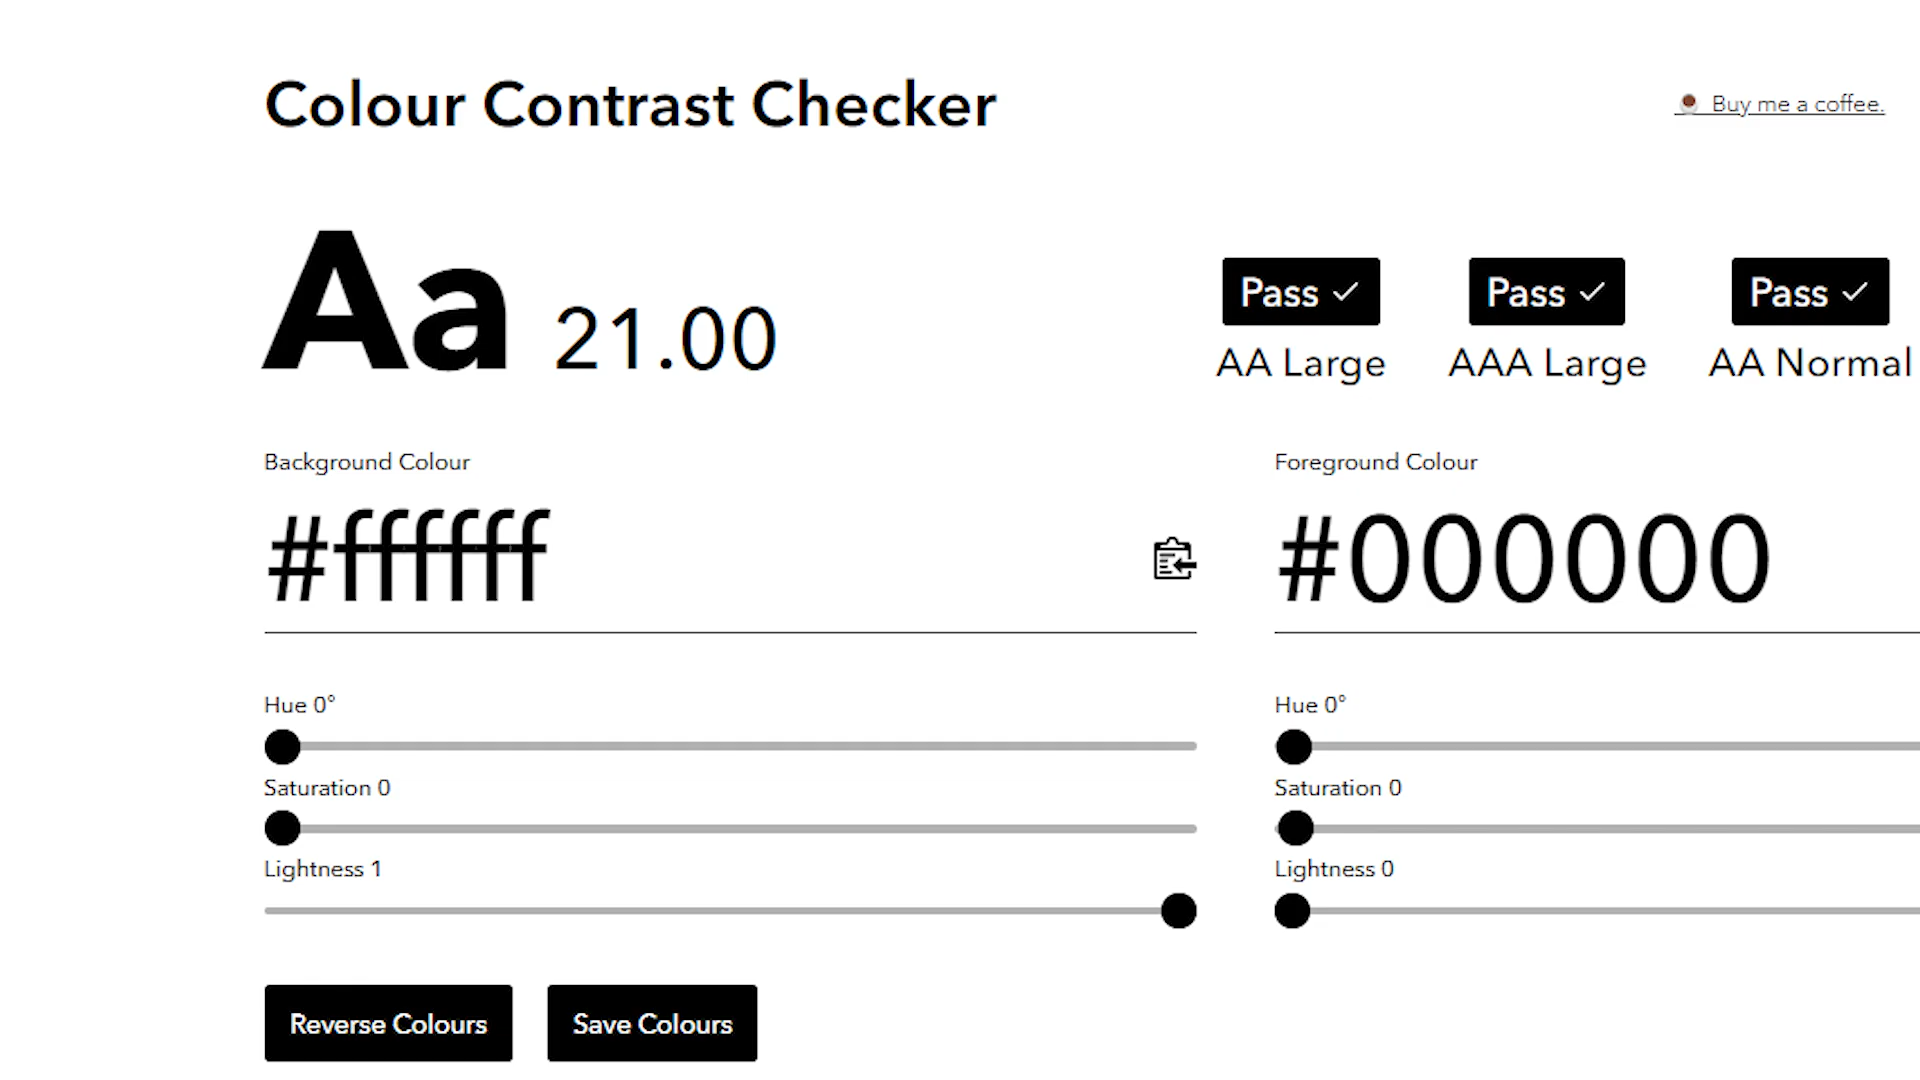 Colour Contrast Checker
Buy me a coffee.
Aa 21.00
Pass ✓ Pass ✓ Pass ✓
AA Large AAA Large AA Normal
Background Colour Foreground Colour
#ffffff #000000
Hue 0° Hue 0°
Saturation 0 Saturation 0
Lightness 1 Lightness 0
Reverse Colours Save Colours